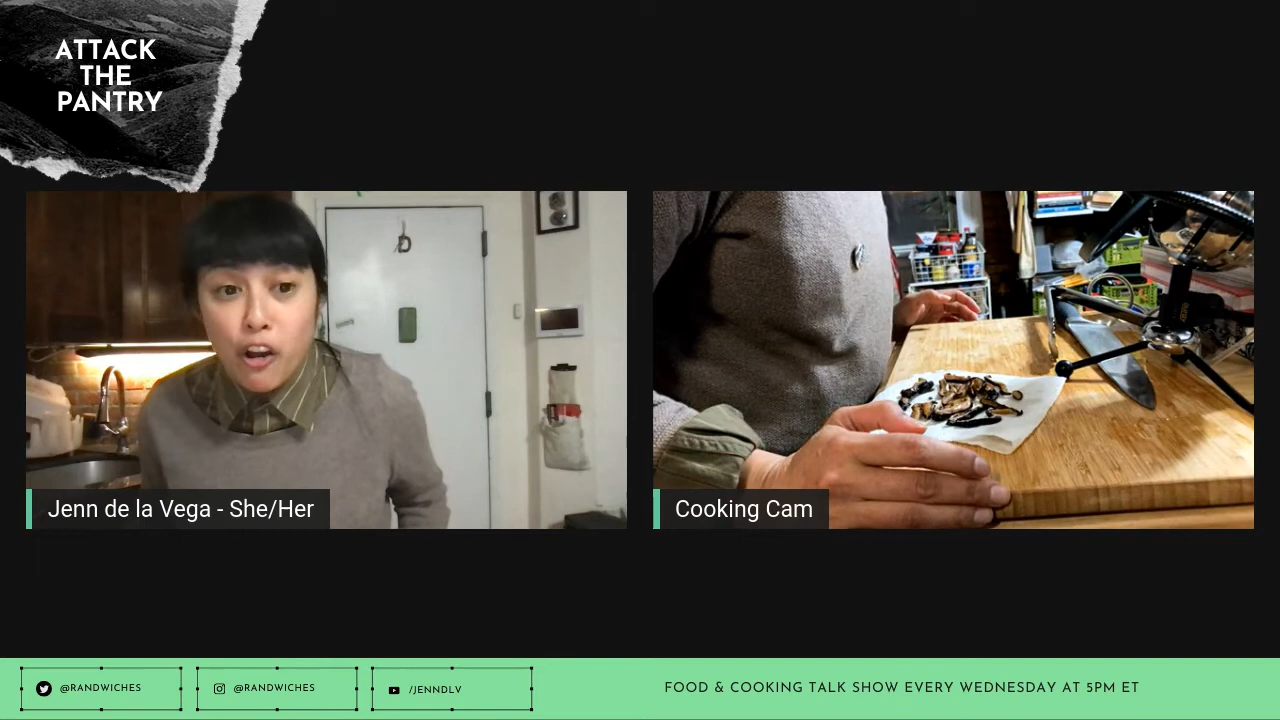 ATTACK
THE
PANTRY
D
Jenn de la Vega - She/Her
Cooking Cam
@RANDWICHES
@RANDWICHES
/JENNDLV
FOOD & COOKING TALK SHOW EVERY WEDNESDAY AT 5PM ET